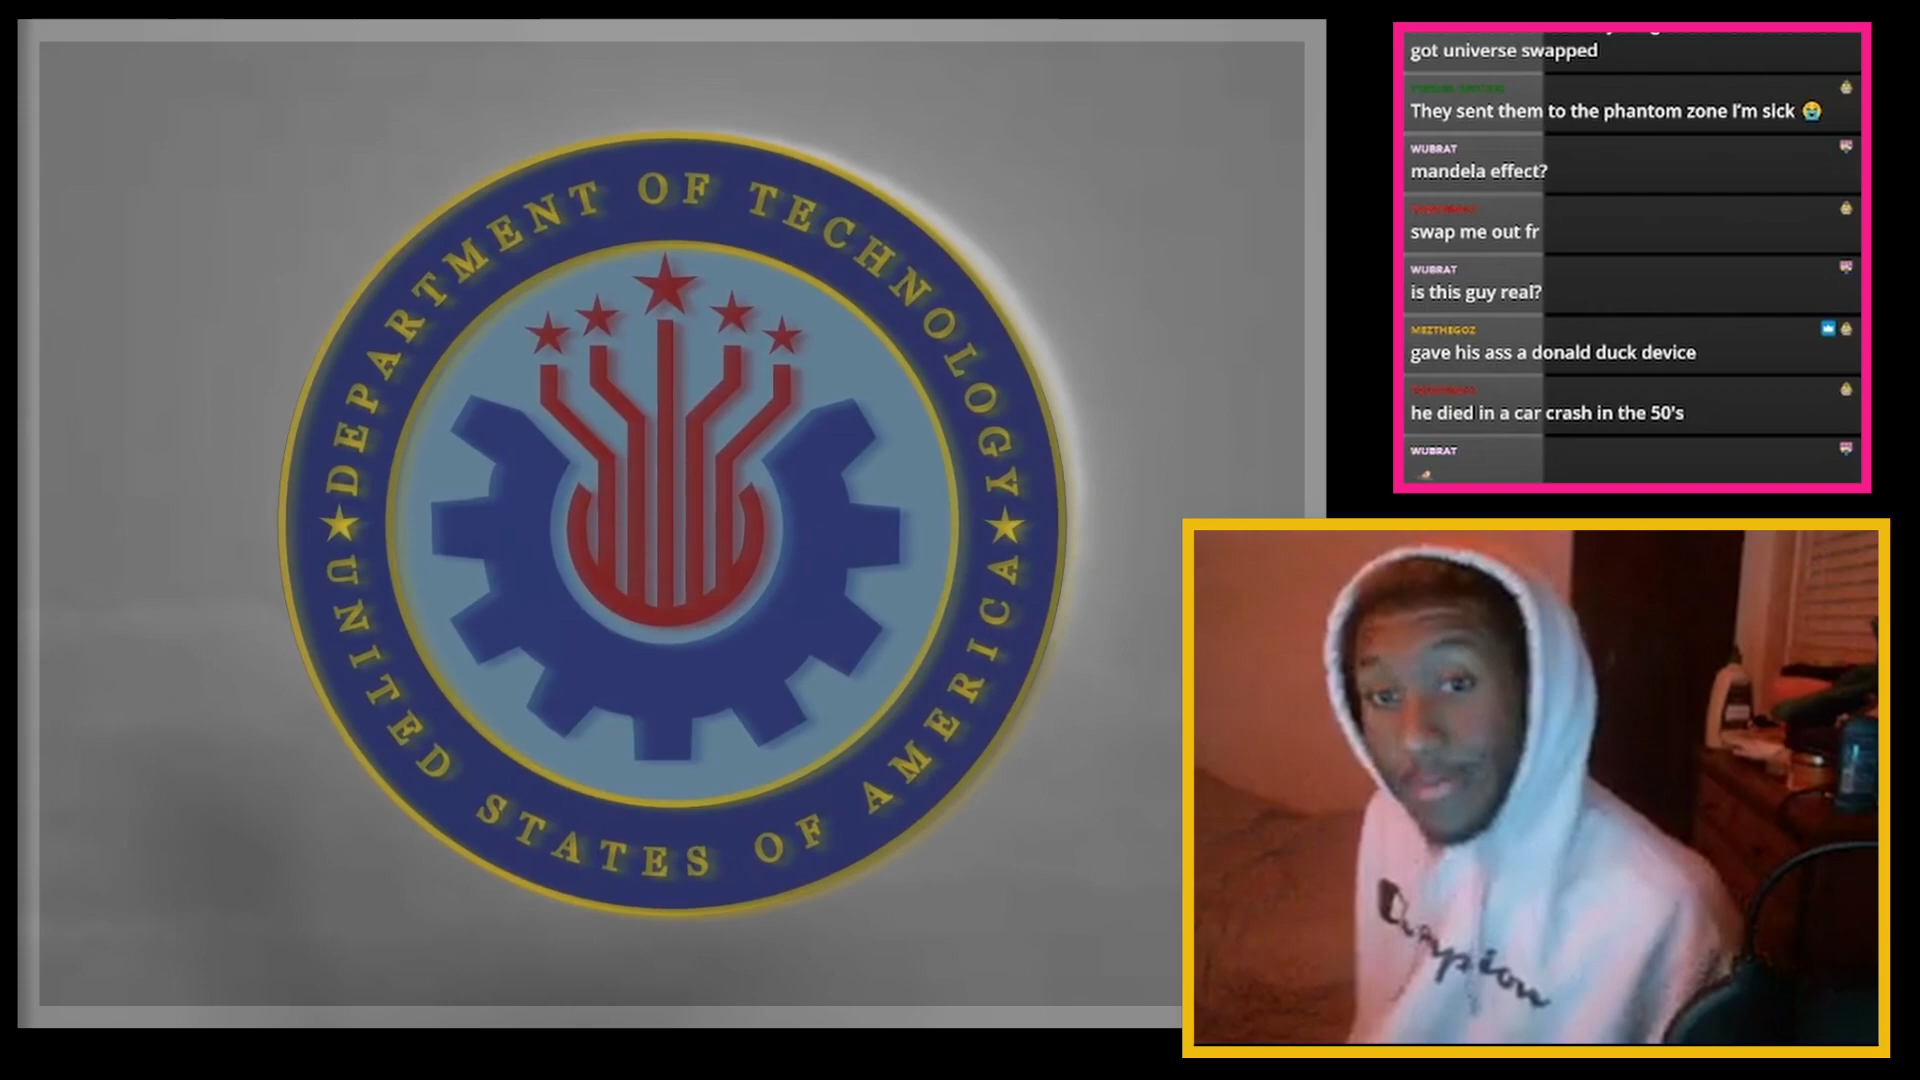 DEPARTMENT OF TECHNOLOGY
UNITED STATES OF AMERICA
got universe swapped
They sent them to the phantom zone I'm sick 😭
WUBRAT
mandela effect?
swap me out fr
WUBRAT
is this guy real?
MEZTHEGOZ
gave his ass a donald duck device
he died in a car crash in the 50's
WUBRAT
Champion